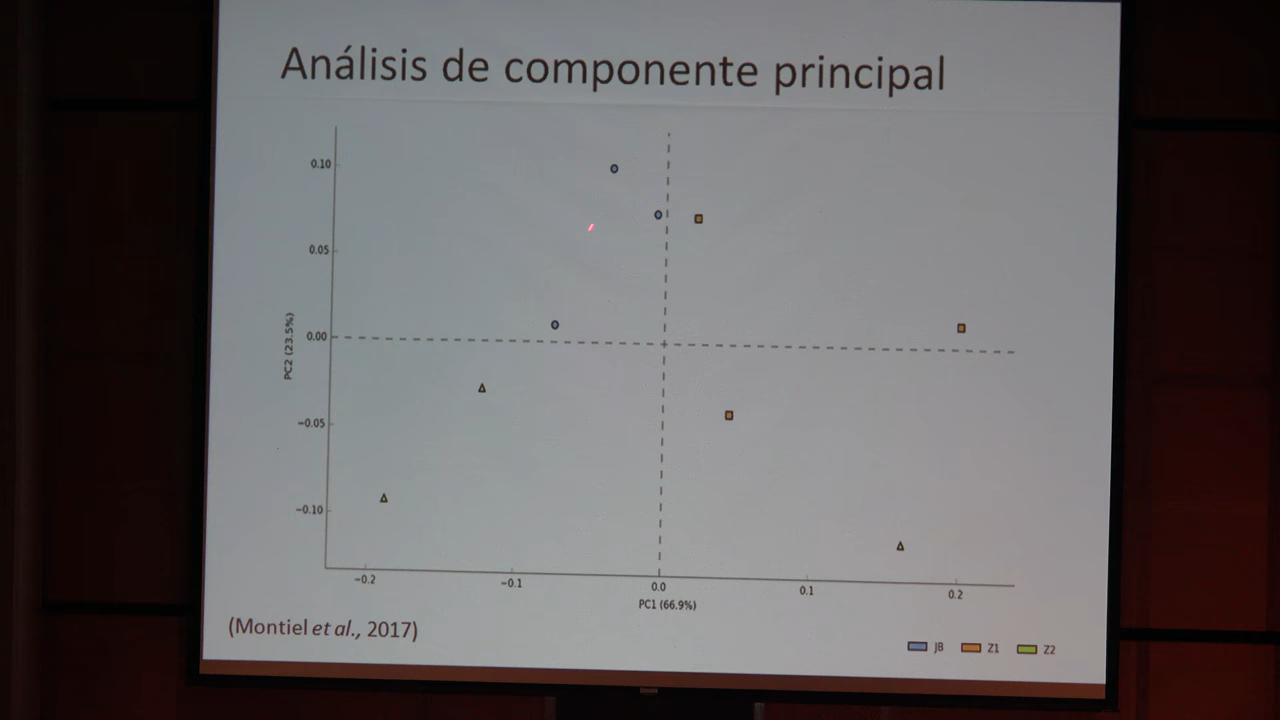 Análisis de componente principal
0.10
0.05
0.00
−0.05
−0.10
PC2 (23.5%)
−0.2
−0.1
0.0
0.1
0.2
PC1 (66.9%)
(Montiel et al., 2017)
JB
Z1
Z2